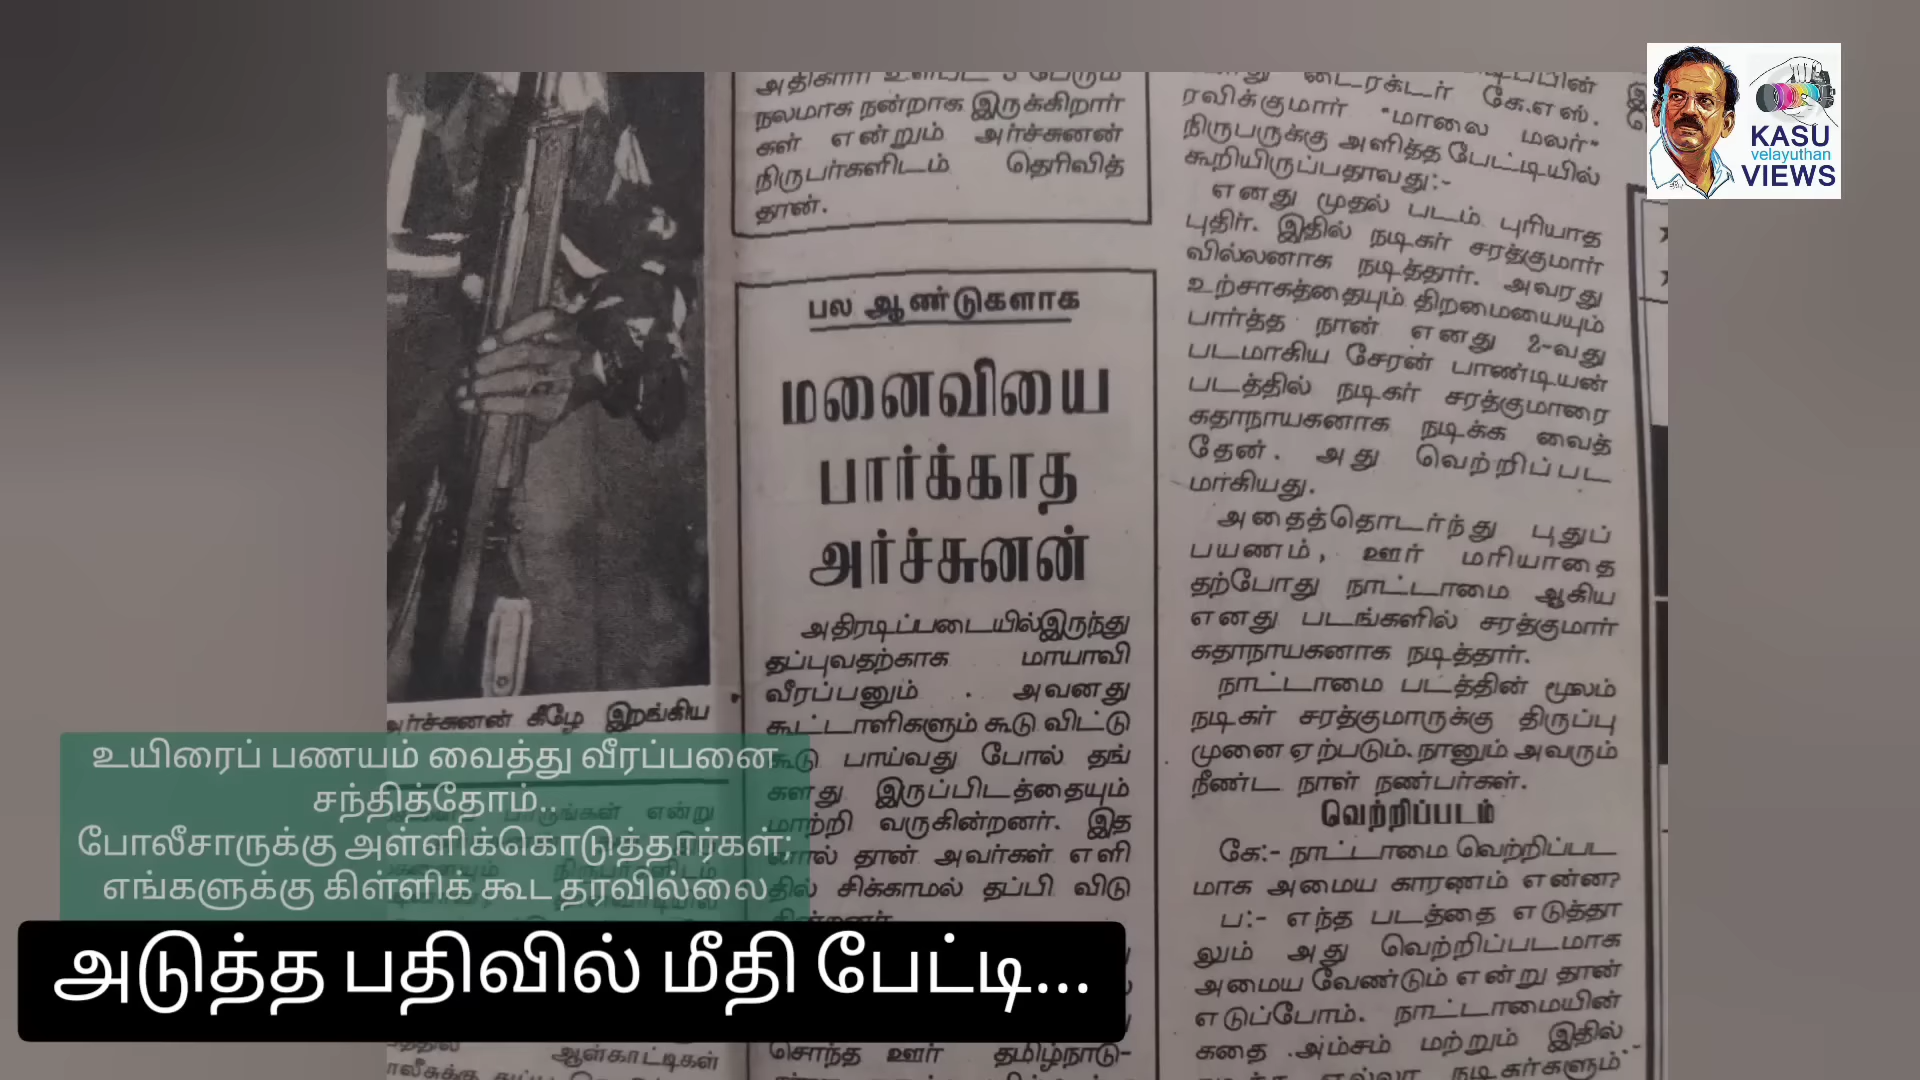 KASU
velayuthan
VIEWS
நலமாக நன்றாக இருக்கிறார்
கள் என்றும் அர்ச்சுனன்
நிருபர்களிடம் தெரிவித்
தான்.
பல ஆண்டுகளாக
மனைவியை
பார்க்காத
அர்ச்சுனன்
அதிரடிப்படையில்இருந்து
தப்புவதற்காக மாயாவி
வீரப்பனும் அவனது
கூட்டாளிகளும் கூடு விட்டு
கூடு பாய்வது போல் தங்
களது இருப்பிடத்தையும்
மாற்றி வருகின்றனர். இத
னால் தான் அவர்கள் எளி
தில் சிக்காமல் தப்பி விடு
கின்றனர்.
சொந்த ஊர் தமிழ்நாடு-
டைரக்டர் கே.எஸ்.
ரவிக்குமார் "மாலை மலர்"
நிருபருக்கு அளித்த பேட்டியில்
கூறியிருப்பதாவது:-
எனது முதல் படம் புரியாத
புதிர். இதில் நடிகர் சரத்குமார்
வில்லனாக நடித்தார். அவரது
உற்சாகத்தையும் திறமையையும்
பார்த்த நான் எனது 2-வது
படமாகிய சேரன் பாண்டியன்
படத்தில் நடிகர் சரத்குமாரை
கதாநாயகனாக நடிக்க வைத்
தேன். அது வெற்றிப்பட
மாகியது.
அதைத்தொடர்ந்து புதுப்
பயணம், ஊர் மரியாதை
தற்போது நாட்டாமை ஆகிய
எனது படங்களில் சரத்குமார்
கதாநாயகனாக நடித்தார்.
நாட்டாமை படத்தின் மூலம்
நடிகர் சரத்குமாருக்கு திருப்பு
முனை ஏற்படும். நானும் அவரும்
நீண்ட நாள் நண்பர்கள்.
வெற்றிப்படம்
கே:- நாட்டாமை வெற்றிப்பட
மாக அமைய காரணம் என்ன?
ப:- எந்த படத்தை எடுத்தா
லும் அது வெற்றிப்படமாக
அமைய வேண்டும் என்று தான்
எடுப்போம். நாட்டாமையின்
கதை அம்சம் மற்றும் இதில்
அர்ச்சுனன் கீழே இறங்கிய
என்று
ஆள்காட்டிகள்
உயிரைப் பணயம் வைத்து வீரப்பனை
சந்தித்தோம்..
போலீசாருக்கு அள்ளிக்கொடுத்தார்கள்;
எங்களுக்கு கிள்ளிக் கூட தரவில்லை
அடுத்த பதிவில் மீதி பேட்டி...